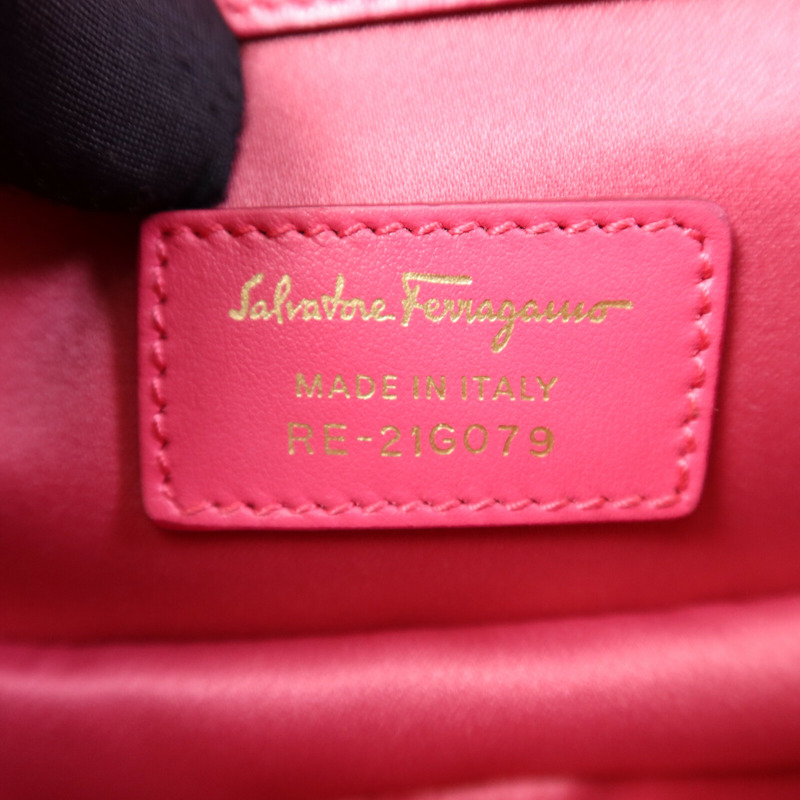 Salvatore Ferragamo
MADE IN ITALY
RE-21G079